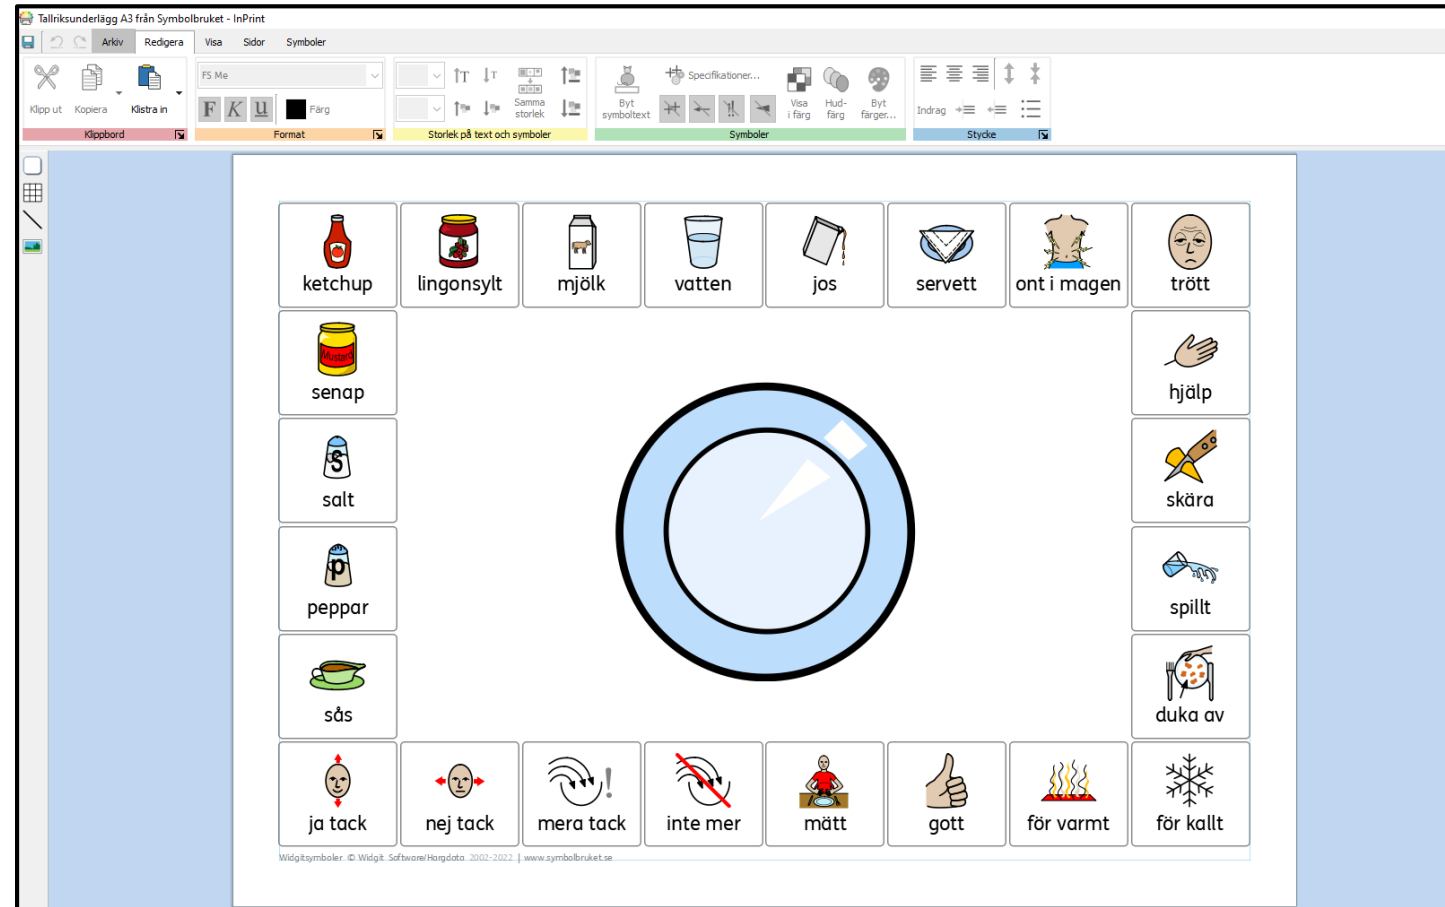 Tallriksunderlägg A3 från Symbolbruket - InPrint
Arkiv Redigera Visa Sidor Symboler
FS Me
Specifikationer...
Klipp ut Kopiera Klistra in
F K u Färg
Samma storlek
Byt symboltext
Visa i färg
Hud- färg
Byt färger...
Indrag
Klippbord Format Storlek på text och symboler Symboler Stycke
ketchup lingonsylt mjölk vatten jos servett ont i magen trött
Mustard
senap hjälp
S
salt skära
p
peppar spillt
sås duka av
!
ja tack nej tack mera tack inte mer mätt gott för varmt för kallt
Widgitsymboler © Widgit Software/Hargdata 2002-2022 | www.symbolbruket.se